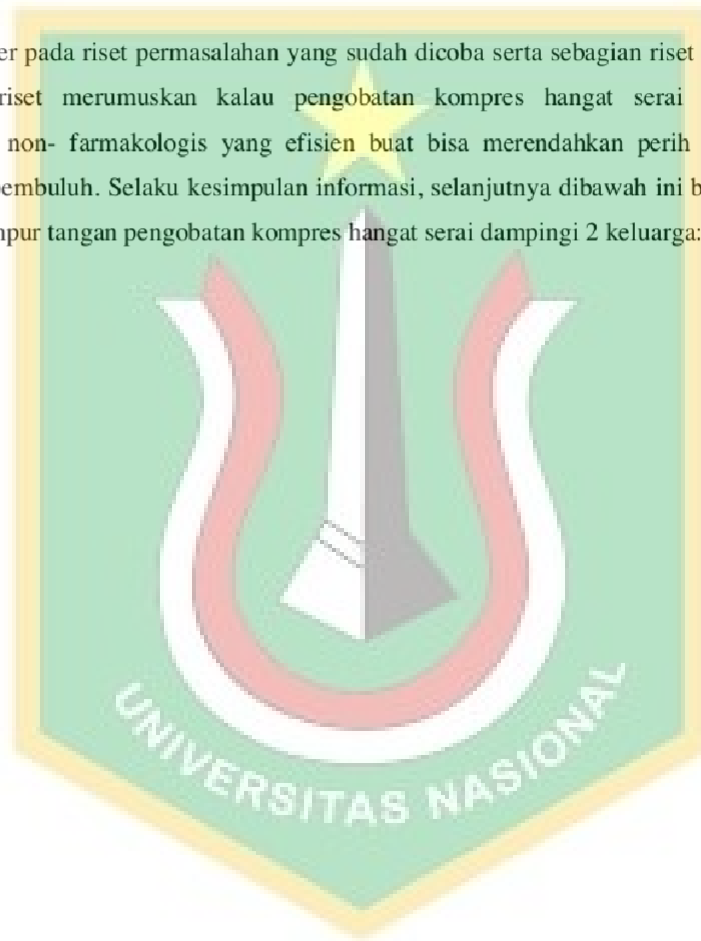 er pada riset permasalahan yang sudah dicoba serta sebagian riset
riset merumuskan kalau pengobatan kompres hangat serai
non- farmakologis yang efisien buat bisa merendahkan perih
pembuluh. Selaku kesimpulan informasi, selanjutnya dibawah ini b
npur tangan pengobatan kompres hangat serai dampingi 2 keluarga:
UNIVERSITAS NASIONAL